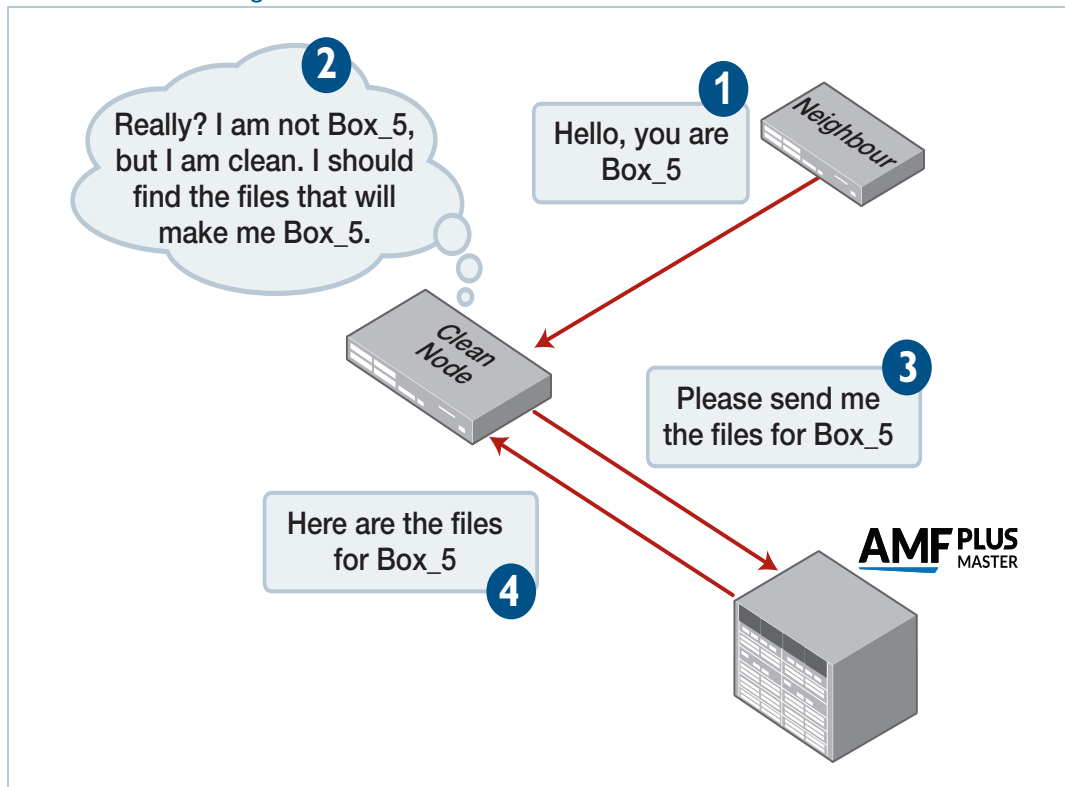 2
Really? I am not Box_5,
but I am clean. I should
find the files that will
make me Box_5.
1
Hello, you are
Box_5
Neighbour
Clean
Node
3
Please send me
the files for Box_5
Here are the files
for Box_5
4
AMF PLUS
MASTER